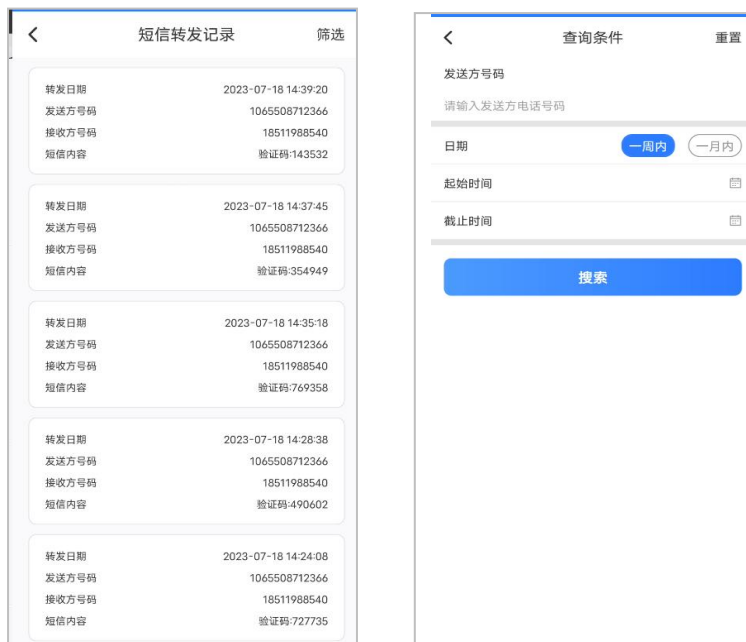 短信转发记录
筛选
转发日期 2023-07-18 14:39:20
发送方号码 1065508712366
接收方号码 18511988540
短信内容 验证码:143532
转发日期 2023-07-18 14:37:45
发送方号码 1065508712366
接收方号码 18511988540
短信内容 验证码:354949
转发日期 2023-07-18 14:35:18
发送方号码 1065508712366
接收方号码 18511988540
短信内容 验证码:769358
转发日期 2023-07-18 14:28:38
发送方号码 1065508712366
接收方号码 18511988540
短信内容 验证码:490602
转发日期 2023-07-18 14:24:08
发送方号码 1065508712366
接收方号码 18511988540
短信内容 验证码:727735
查询条件
重置
发送方号码
请输入发送方电话号码
日期 一周内 一月内
起始时间
截止时间
搜索